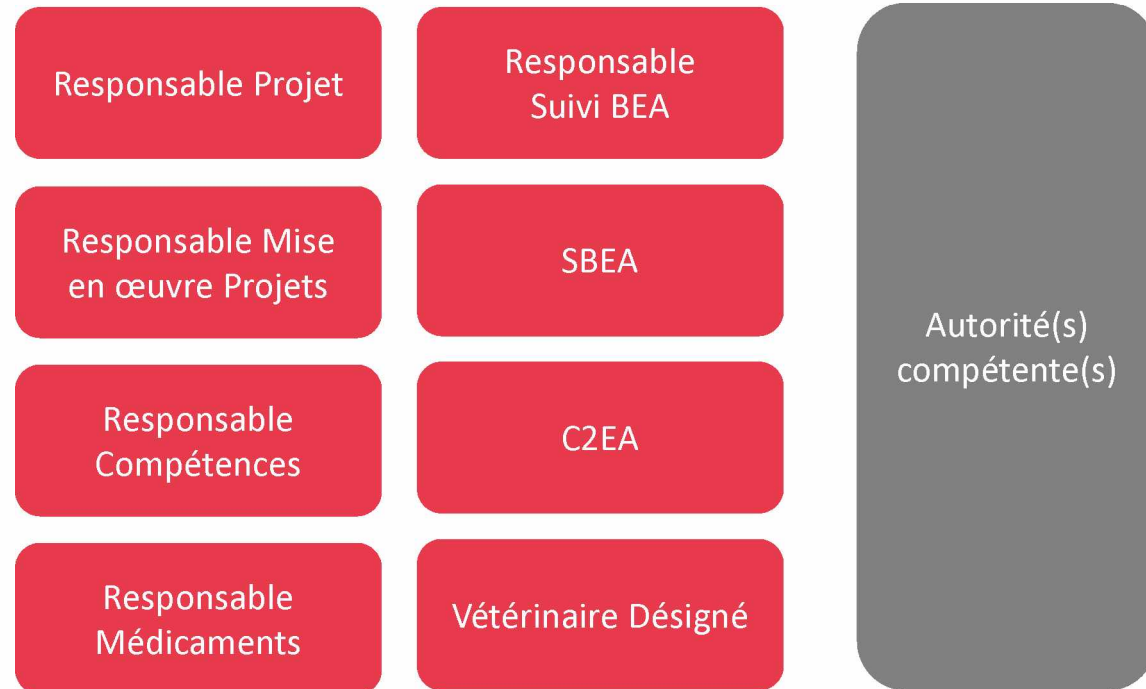 Responsable Projet
Responsable
Suivi BEA
Responsable Mise
en œuvre Projets
SBEA
Responsable
Compétences
C2EA
Responsable
Médicaments
Vétérinaire Désigné
Autorité(s)
compétente(s)